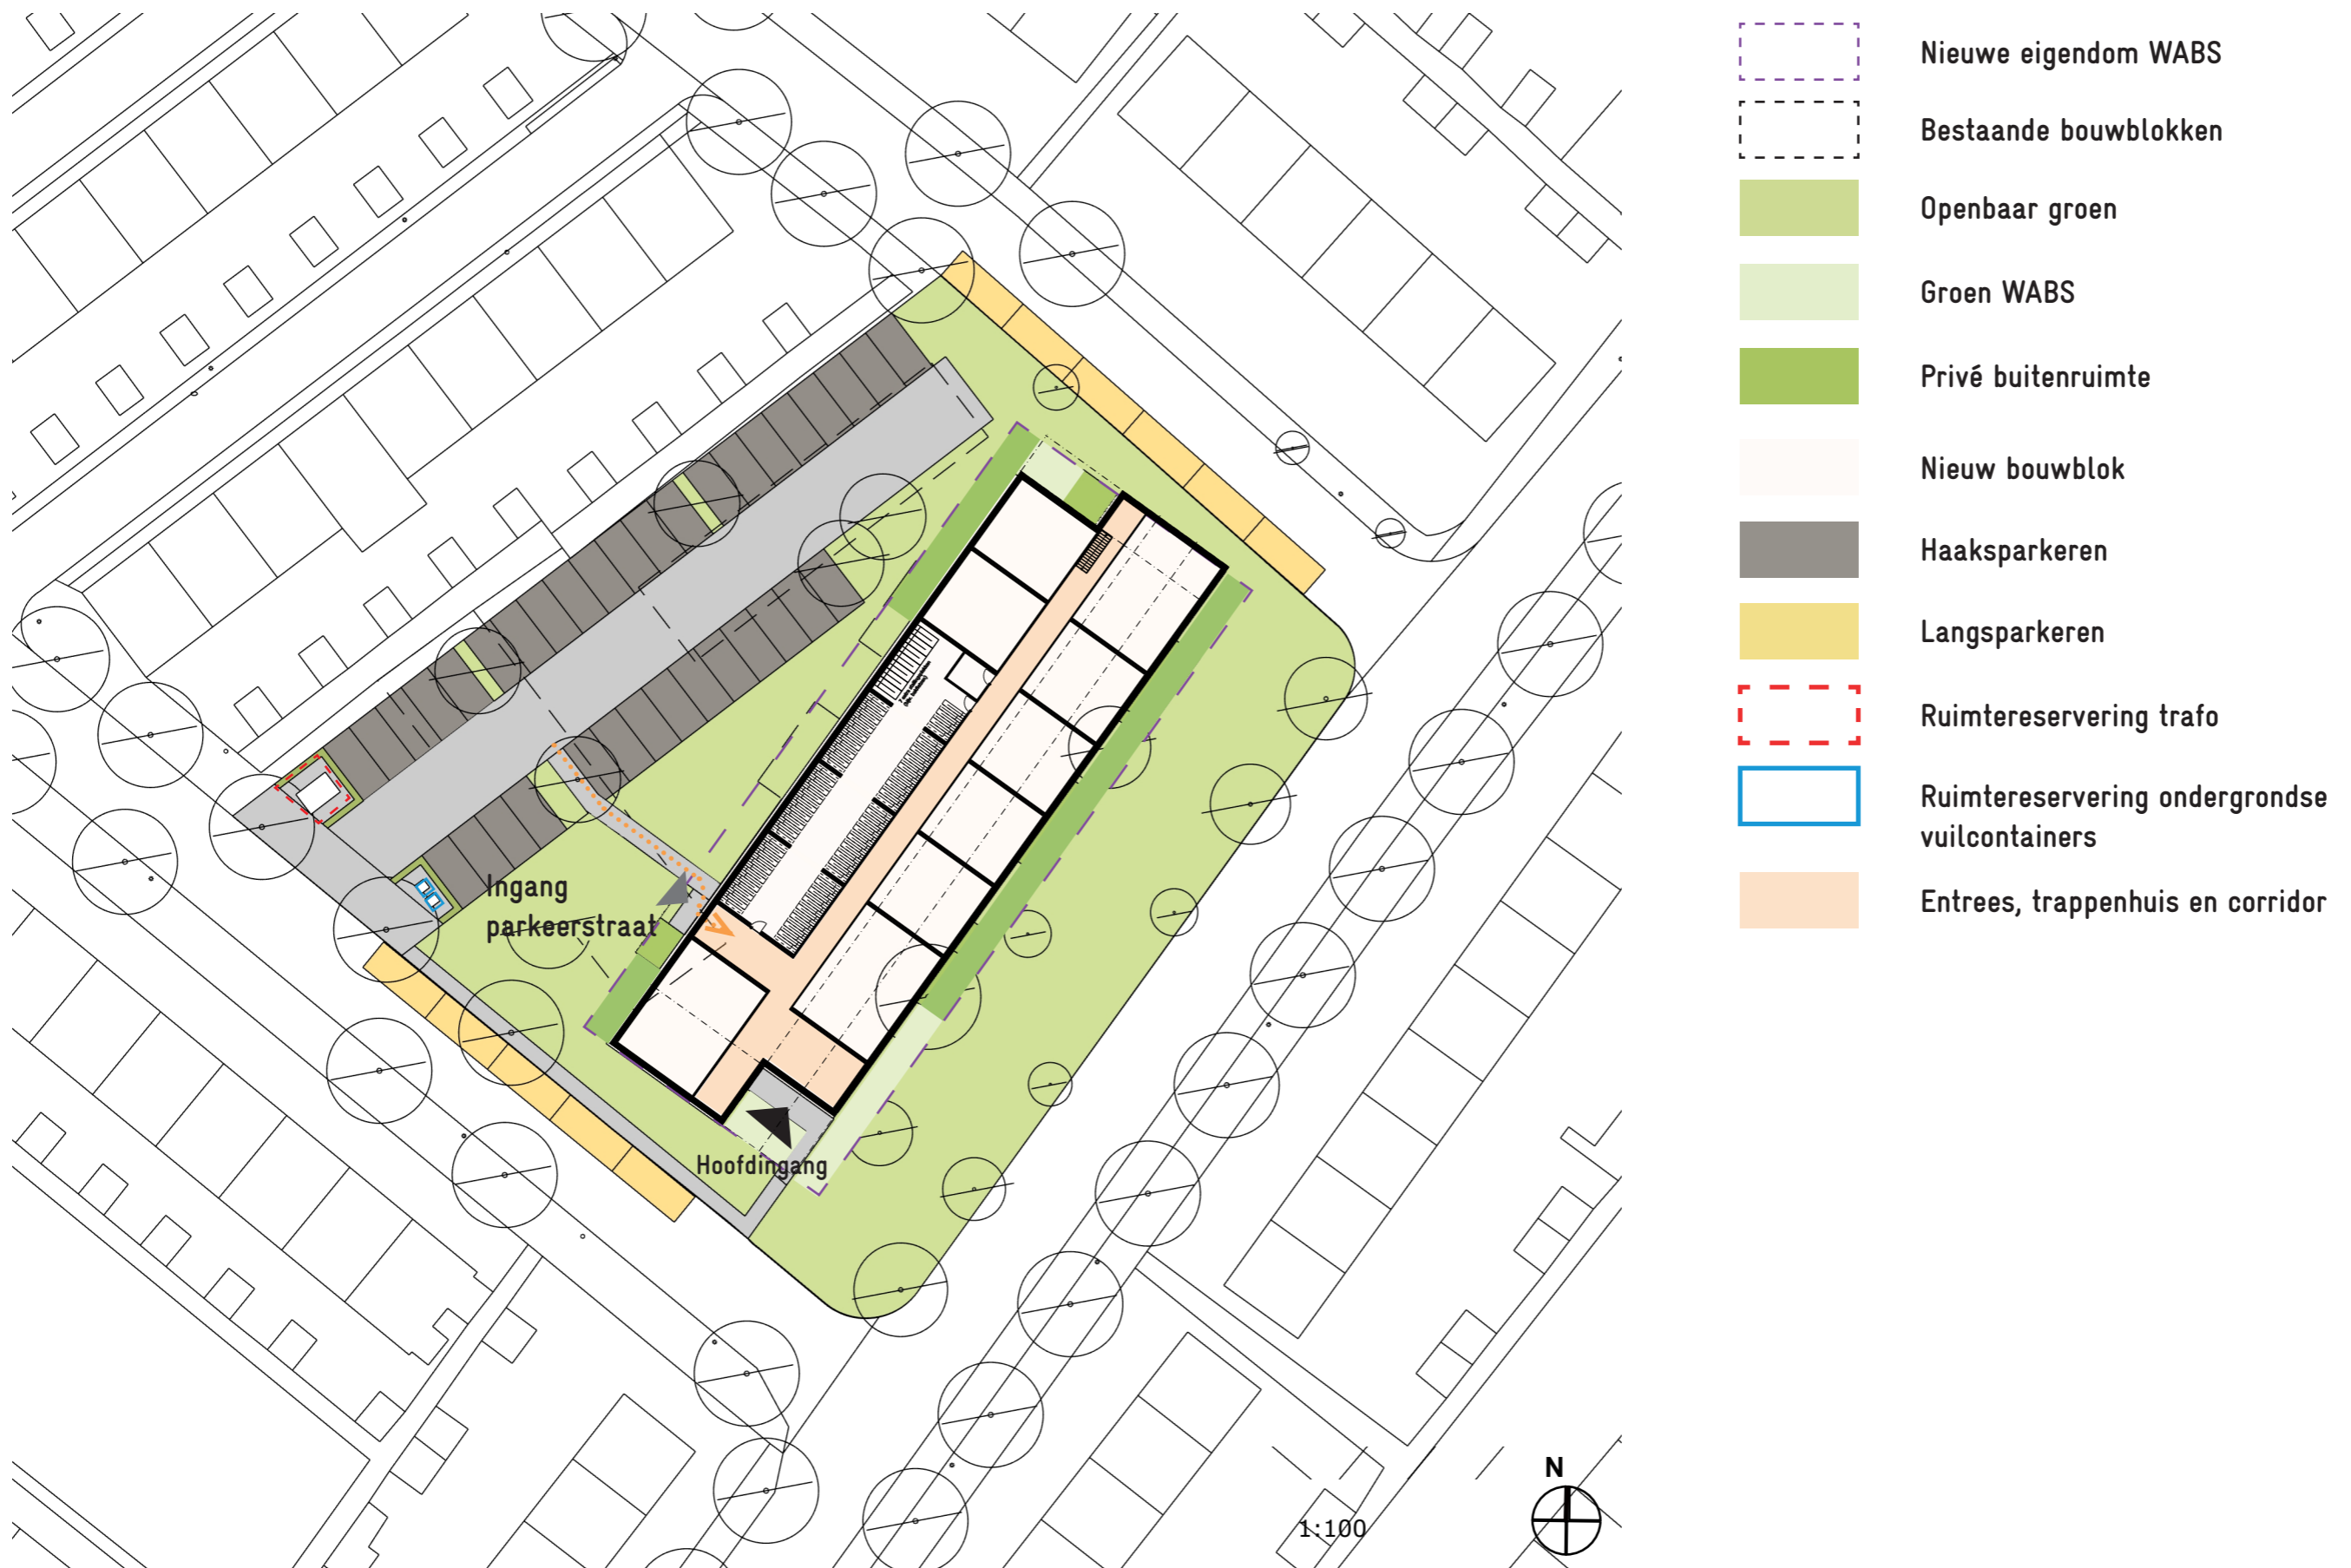 Nieuwe eigendom WABS
Bestaande bouwblokken
Openbaar groen
Groen WABS
Privé buitenruimte
Nieuw bouwblok
Haaksparkeren
Langsparkeren
Ruimtereservering trafo
Ruimtereservering ondergrondse
vuilcontainers
Entrees, trappenhuis en corridor
Ingang
parkeerstraat
Hoofdingang
1:100
N